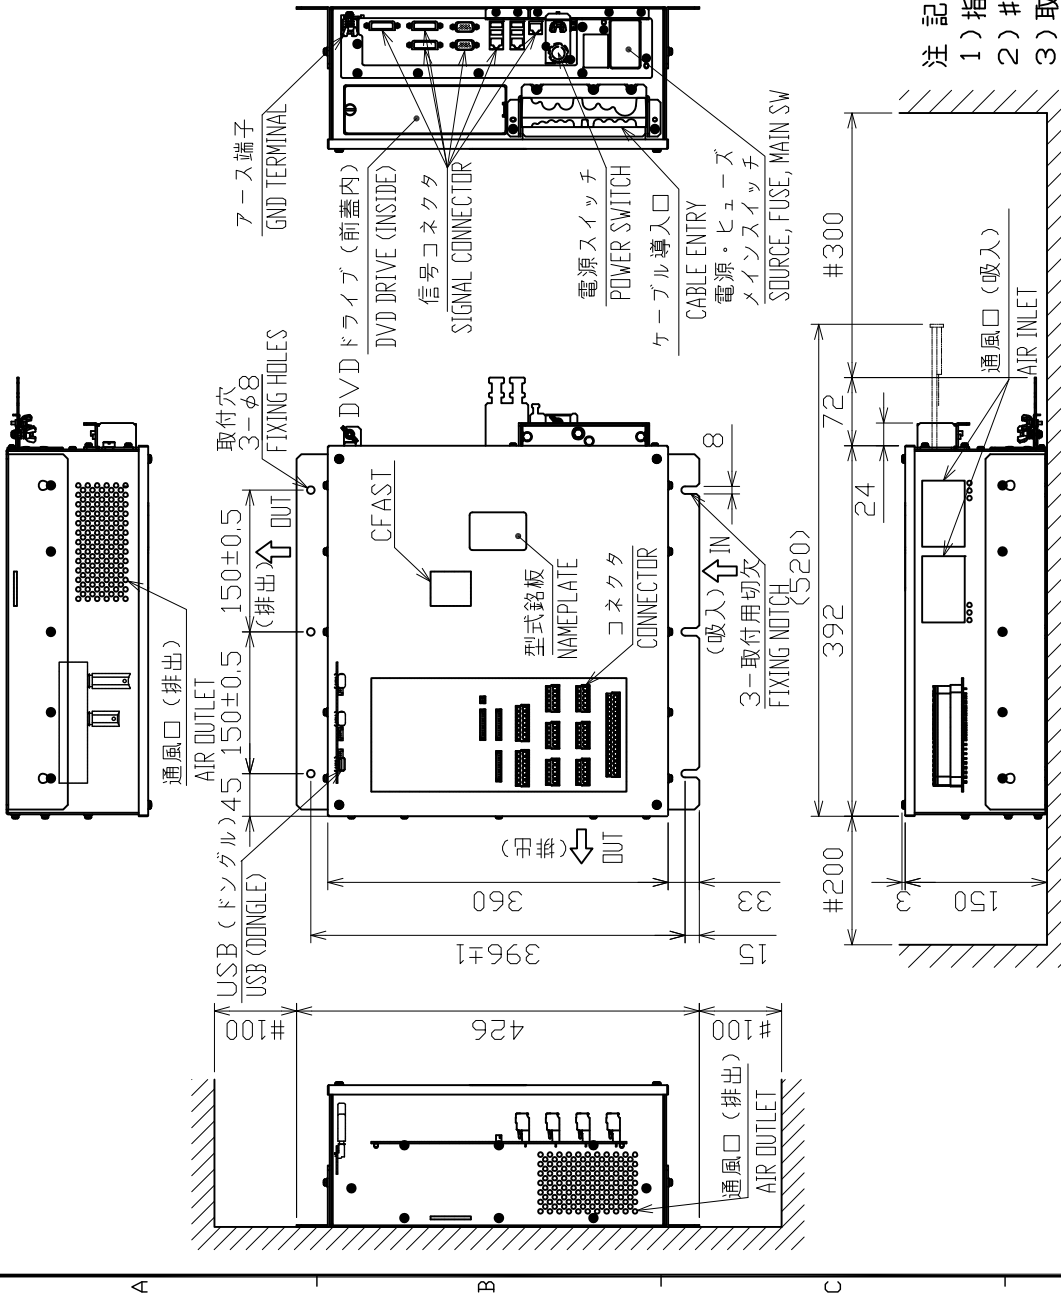 注 記
1)指
2)#
3)取
アース端子
GND TERMINAL
DVDドライブ (前蓋内)
DVD DRIVE (INSIDE)
信号コネクタ
SIGNAL CONNECTOR
電源スイッチ
POWER SWITCH
ケーブル導入口
CABLE ENTRY
電源・ヒューズ
メインスイッチ
SOURCE, FUSE, MAIN SW
取付穴
3-φ8
FIXING HOLES
OUT
(排出)
150±0.5
150±0.5
45
通風口 (排出)
AIR OUTLET
USB (ドングル)
USB (DONGLE)
CFAST
型式銘板
NAMEPLATE
コネクタ
CONNECTOR
8
IN
(吸入)
3-取付用切欠
FIXING NOTCH
(排出)
OUT
360
33
396±1
15
#100
426
#100
通風口 (排出)
AIR OUTLET
#300
72
24
392
(520)
#200
3
150
通風口 (吸入)
AIR INLET
A
B
C